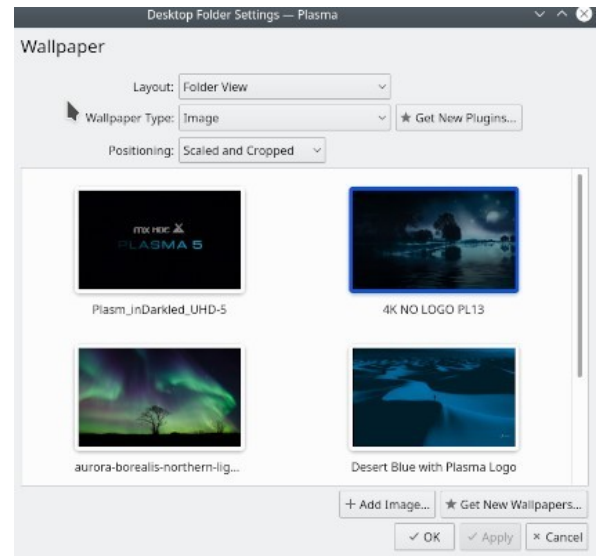 Desktop Folder Settings — Plasma
Wallpaper
Layout: Folder View
Wallpaper Type: Image ★ Get New Plugins...
Positioning: Scaled and Cropped
PLASMA 5
Plasm_inDarkled_UHD-5 4K NO LOGO PL13
aurora-borealis-northern-lig... Desert Blue with Plasma Logo
+ Add Image... ★ Get New Wallpapers...
✓ OK ✓ Apply × Cancel